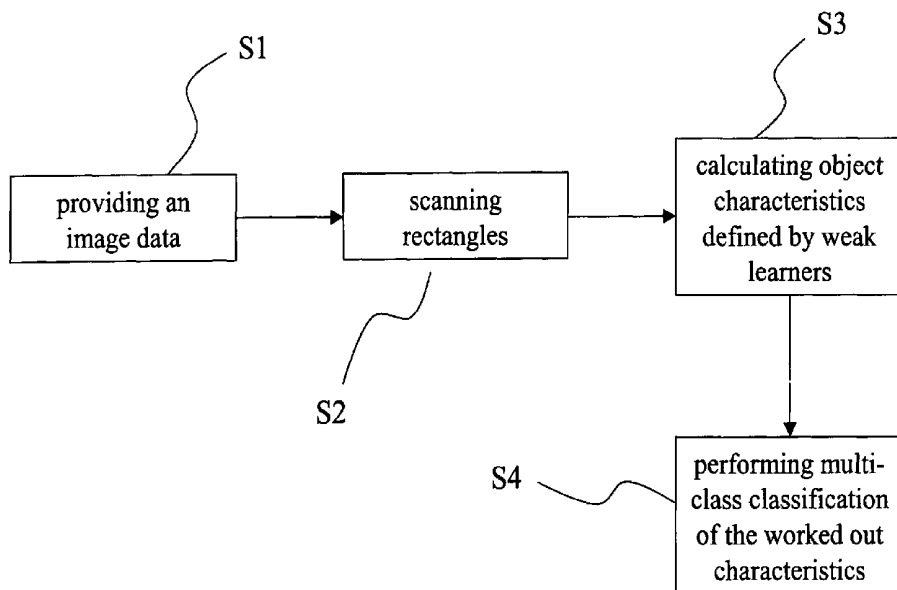 S1
S3
providing an
image data
scanning
rectangles
calculating object
characteristics
defined by weak
learners
S2
S4
performing multi-
class classification
of the worked out
characteristics